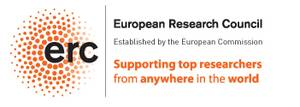 erc
European Research Council
Established by the European Commission
Supporting top researchers
from anywhere in the world